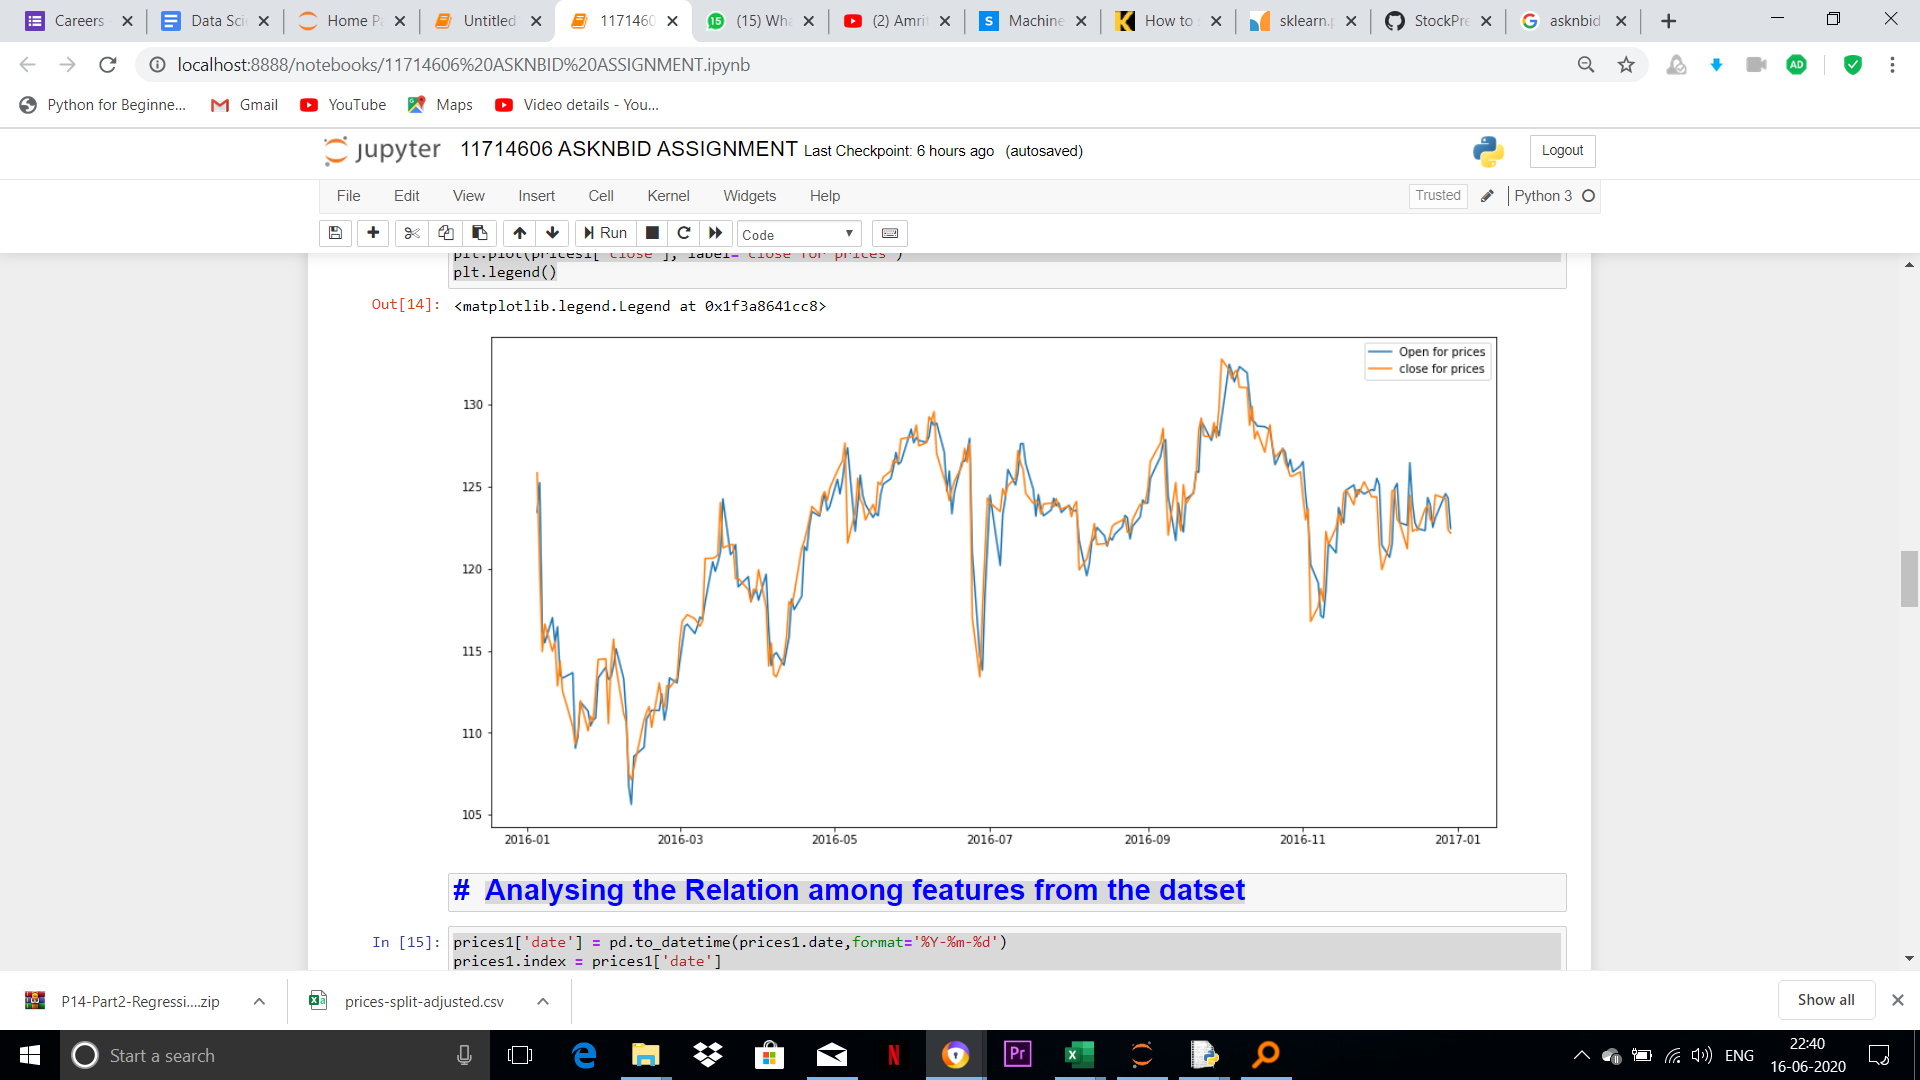 Careers
Data Sci
Home Pa
Untitled
1171460
(15) Wha
(2) Amri
Machine
How to s
sklearn.p
StockPre
asknbid
localhost:8888/notebooks/11714606%20ASKNBID%20ASSIGNMENT.ipynb
AD
Python for Beginne...
Gmail
YouTube
Maps
Video details - You...
jupyter
11714606 ASKNBID ASSIGNMENT Last Checkpoint: 6 hours ago (autosaved)
Logout
File Edit View Insert Cell Kernel Widgets Help
Trusted
Python 3
Run
Code
plt.plot(prices1['close'], label='close for prices')
plt.legend()
Out[14]: <matplotlib.legend.Legend at 0x1f3a8641cc8>
Open for prices
close for prices
130
125
120
115
110
105
2016-01 2016-03 2016-05 2016-07 2016-09 2016-11 2017-01
# Analysing the Relation among features from the datset
In [15]: prices1['date'] = pd.to_datetime(prices1.date,format='%Y-%m-%d')
prices1.index = prices1['date']
P14-Part2-Regressi....zip
prices-split-adjusted.csv
Show all
Start a search
N
Pr
ENG
22:40
16-06-2020